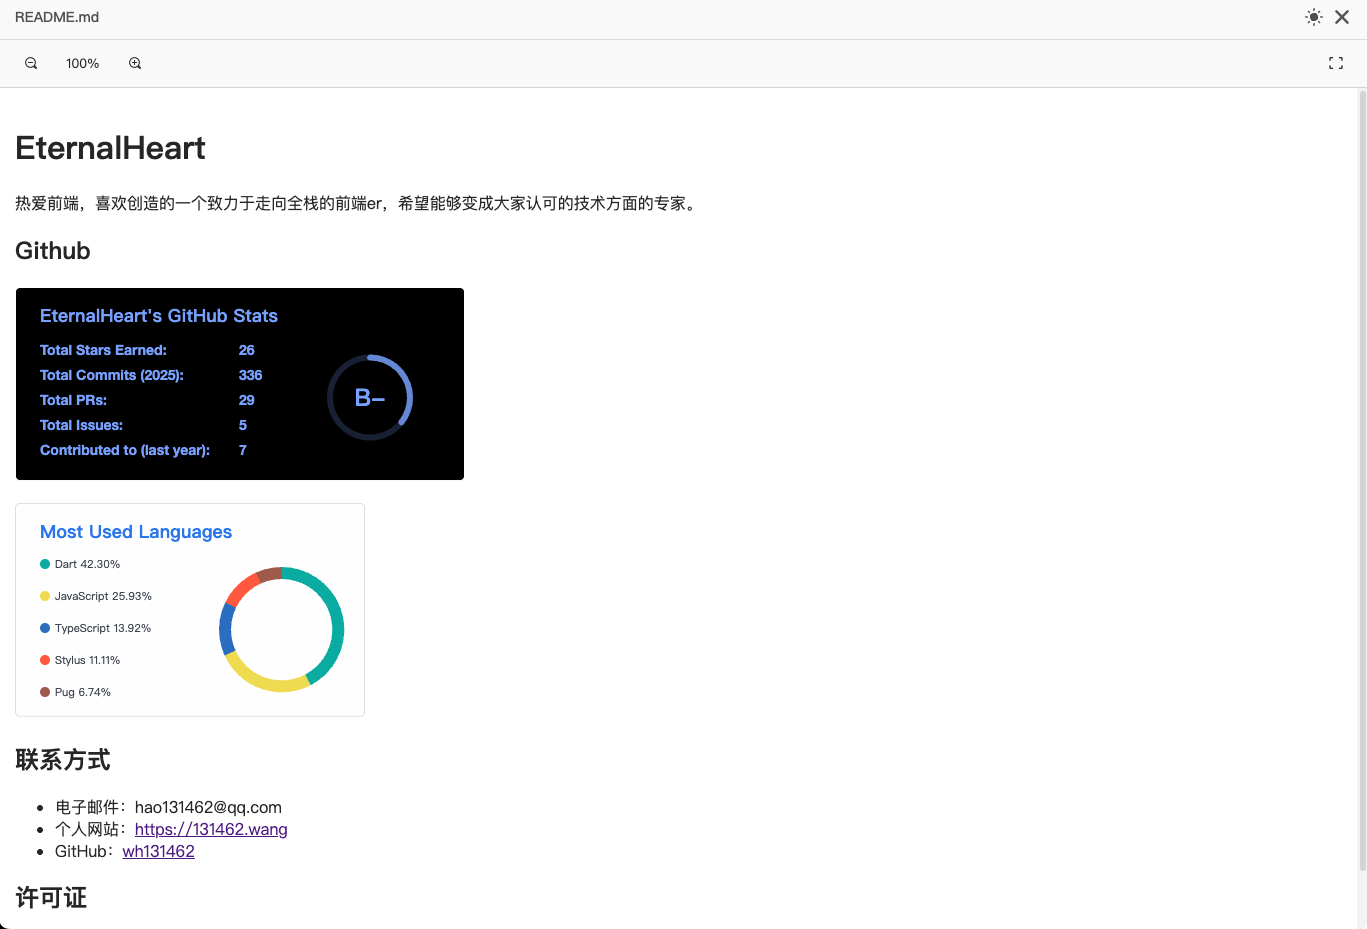 README.md
100%
EternalHeart
热爱前端，喜欢创造的一个致力于走向全栈的前端er，希望能够变成大家认可的技术方面的专家。
Github
EternalHeart's GitHub Stats
Total Stars Earned: 26
Total Commits (2025): 336
Total PRs: 29
Total Issues: 5
Contributed to (last year): 7
B-
Most Used Languages
Dart 42.30%
JavaScript 25.93%
TypeScript 13.92%
Stylus 11.11%
Pug 6.74%
联系方式
电子邮件：hao131462@qq.com
个人网站：https://131462.wang
GitHub：wh131462
许可证